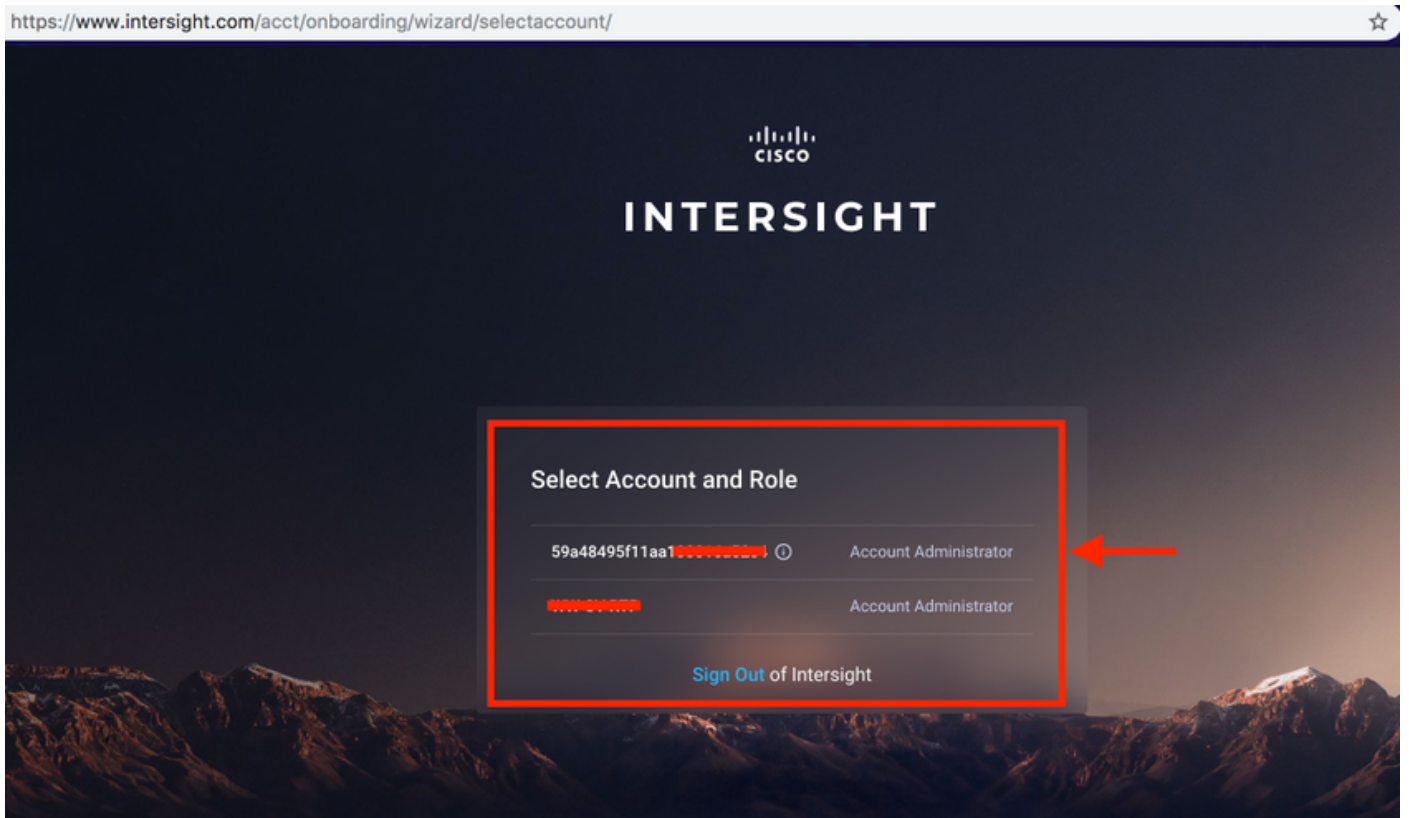 https://www.intersight.com/acct/onboarding/wizard/selectaccount/
CISCO
INTERSIGHT
Select Account and Role
59a48495f11aa1 Account Administrator
Account Administrator
Sign Out of Intersight